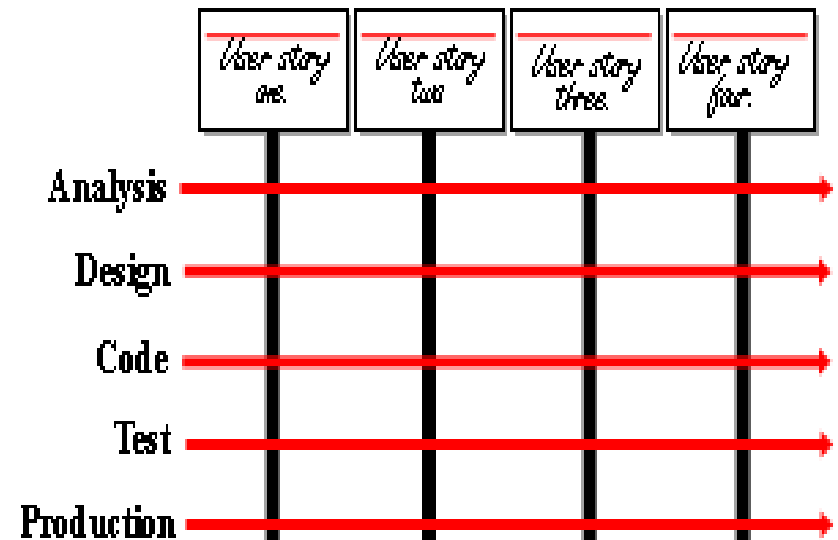 User story
one.
User story
two
User story
three.
User story
four.
Analysis
Design
Code
Test
Production